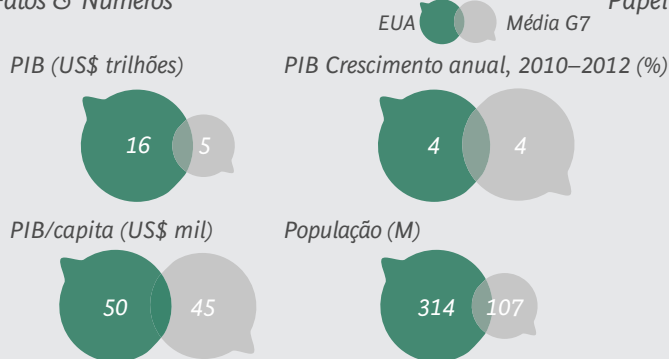 Fatos & Números
EUA Média G7
Papel
PIB (US$ trilhões)
PIB Crescimento anual, 2010–2012 (%)
16 5
4 4
PIB/capita (US$ mil)
População (M)
50 45
314 107